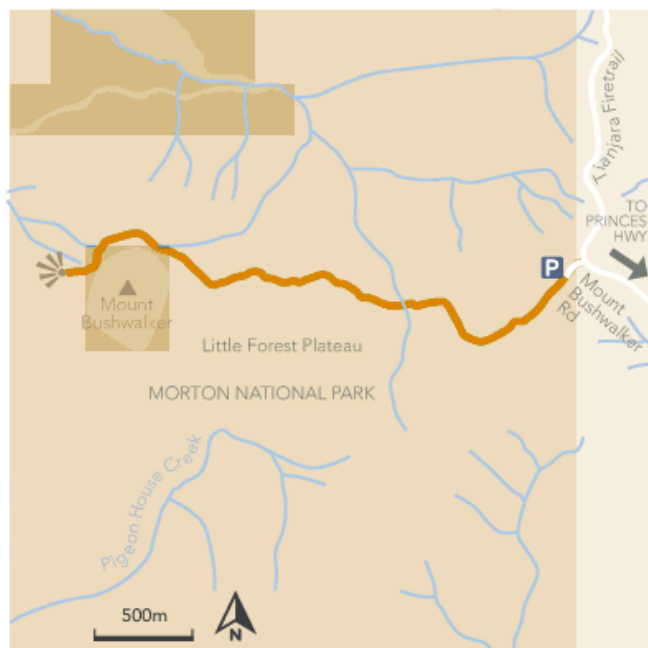 Tianjara Firetrail
TO
PRINCES
HWY
P
Mount
Bushwalker
Rd
Mount
Bushwalker
Little Forest Plateau
MORTON NATIONAL PARK
Pigeon House Creek
500m
N